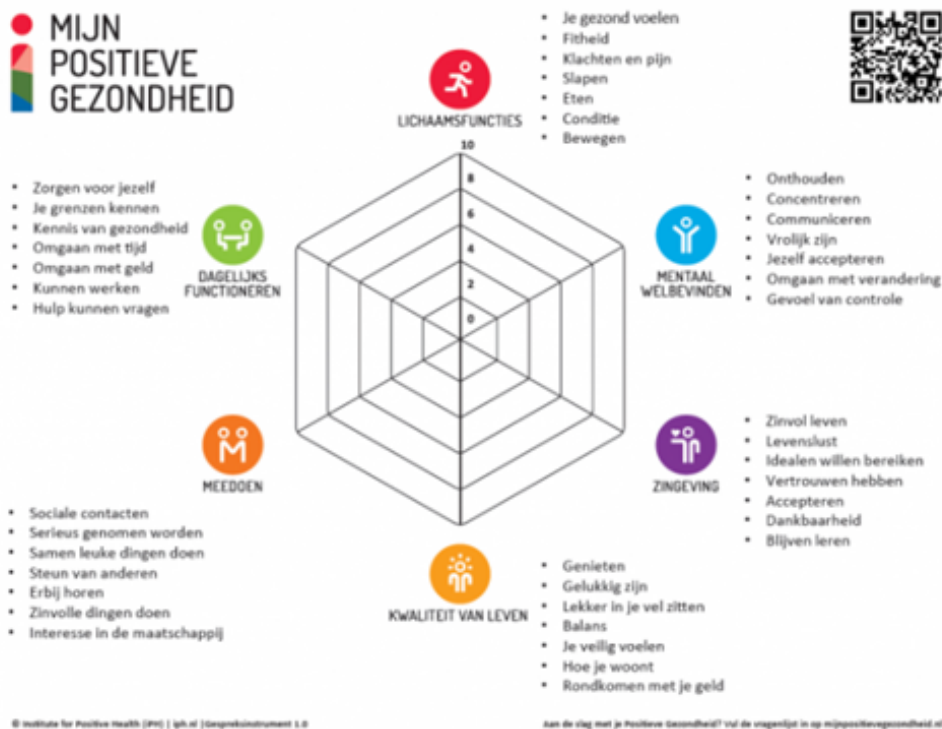 MIJN
POSITIEVE
GEZONDHEID
LICHAAMSFUNCTIES
• Je gezond voelen
• Fitheid
• Klachten en pijn
• Slapen
• Eten
• Conditie
• Bewegen
10
8
6
4
2
0
• Zorgen voor jezelf
• Je grenzen kennen
• Kennis van gezondheid
• Omgaan met tijd
• Omgaan met geld
• Kunnen werken
• Hulp kunnen vragen
DAGELIJKS
FUNCTIONEREN
MENTAAL
WELBEVINDEN
• Onthouden
• Concentreren
• Communiceren
• Vrolijk zijn
• Jezelf accepteren
• Omgaan met verandering
• Gevoel van controle
MEEDOEN
• Sociale contacten
• Serieus genomen worden
• Samen leuke dingen doen
• Steun van anderen
• Erbij horen
• Zinvolle dingen doen
• Interesse in de maatschappij
ZINGEVING
• Zinvol leven
• Levenslust
• Idealen willen bereiken
• Vertrouwen hebben
• Accepteren
• Dankbaarheid
• Blijven leren
KWALITEIT VAN LEVEN
• Genieten
• Gelukkig zijn
• Lekker in je vel zitten
• Balans
• Je veilig voelen
• Hoe je woont
• Rondkomen met je geld
© Institute for Positive Health (iPH) | iph.nl | Gespreksinstrument 1.0
Aan de slag met je Positieve Gezondheid? Vul de vragenlijst in op mijnpositievegezondheid.nl